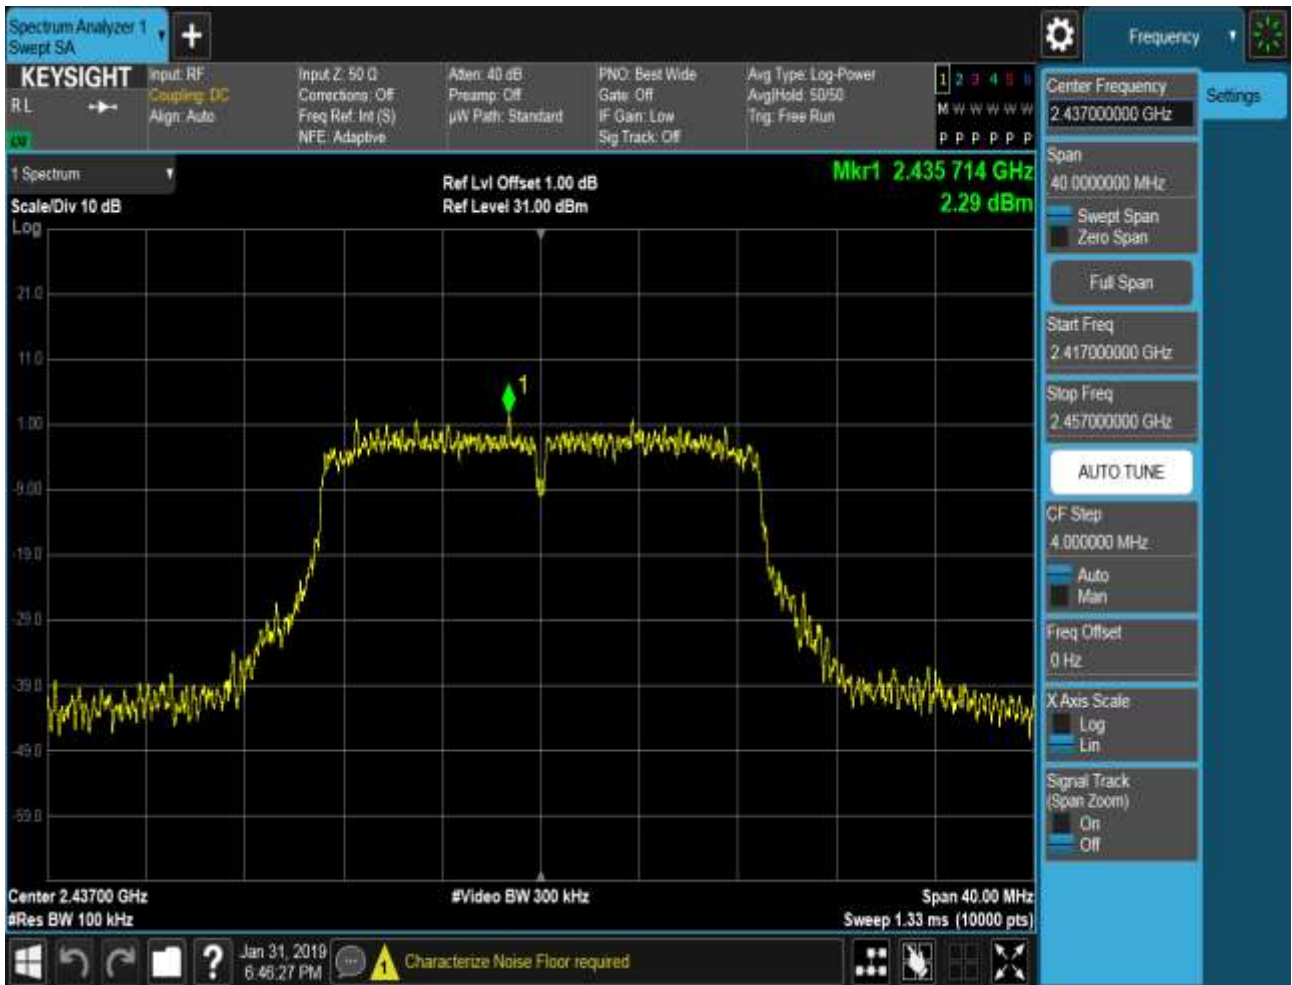 Spectrum Analyzer 1
Swept SA
Frequency
KEYSIGHT
RL
Input: RF
Coupling: DC
Align: Auto
Input Z: 50 Ω
Corrections: Off
Freq Ref: Int (S)
NFE: Adaptive
Atten: 40 dB
Preamp: Off
µW Path: Standard
PNO: Best Wide
Gate: Off
IF Gain: Low
Sig Track: Off
Avg Type: Log-Power
Avg|Hold: 50/50
Trig: Free Run
1 2 3 4 5 6
M W W W W W
P P P P P P
1 Spectrum
Scale/Div 10 dB
Log
Ref Lvl Offset 1.00 dB
Ref Level 31.00 dBm
Mkr1 2.435 714 GHz
2.29 dBm
21.0
11.0
1.00
-9.00
-19.0
-29.0
-39.0
-49.0
-59.0
1
Center 2.43700 GHz
#Res BW 100 kHz
#Video BW 300 kHz
Span 40.00 MHz
Sweep 1.33 ms (10000 pts)
Center Frequency
2.437000000 GHz
Settings
Span
40.0000000 MHz
Swept Span
Zero Span
Full Span
Start Freq
2.417000000 GHz
Stop Freq
2.457000000 GHz
AUTO TUNE
CF Step
4.000000 MHz
Auto
Man
Freq Offset
0 Hz
X Axis Scale
Log
Lin
Signal Track
(Span Zoom)
On
Off
?
Jan 31, 2019
6:46:27 PM
1
Characterize Noise Floor required